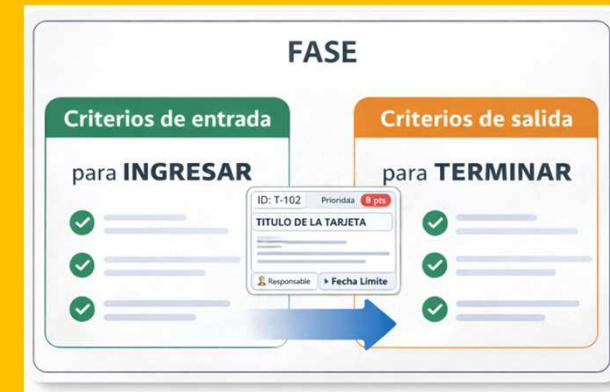 FASE
Criterios de entrada
para INGRESAR
Criterios de salida
para TERMINAR
ID: T-102 Prioridaia 8 pts
TITULO DE LA TARJETA
Responsable Fecha Limite